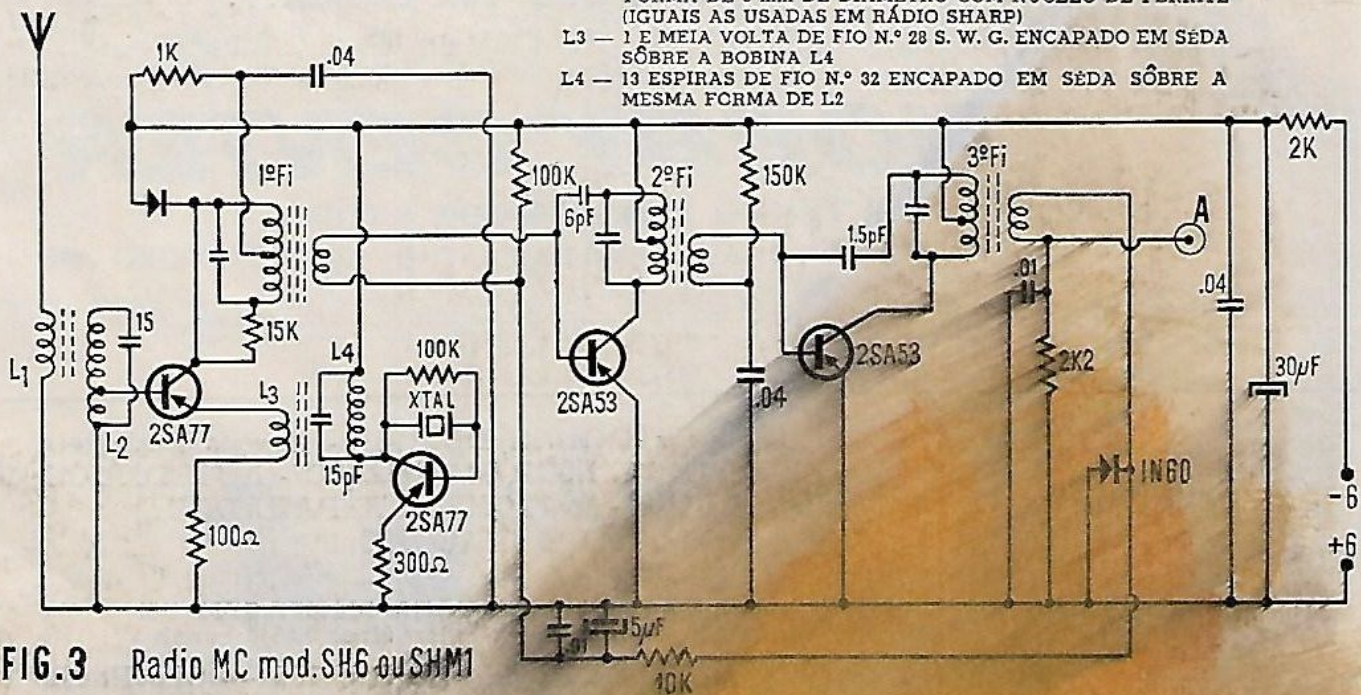 (IGUAIS AS USADAS EM RÁDIO SHARP)
L3 — 1 E MEIA VOLTA DE FIO N.º 28 S. W. G. ENCAPADO EM SÊDA
SÔBRE A BOBINA L4
L4 — 13 ESPIRAS DE FIO N.º 32 ENCAPADO EM SÊDA SÔBRE A
MESMA FORMA DE L2
1K
.04
1ºFi
100K
6pF
2ºFi
150K
3ºFi
2K
A
1.5pF
.01
.04
15
15K
L1
L2
2SA77
L3
L4
100K
XTAL
15pF
2SA77
2SA53
.04
2SA53
2K2
30µF
1N60
100Ω
300Ω
-6
+6
.01
15µF
10K
FIG.3 Radio MC mod.SH6 ou SHM1